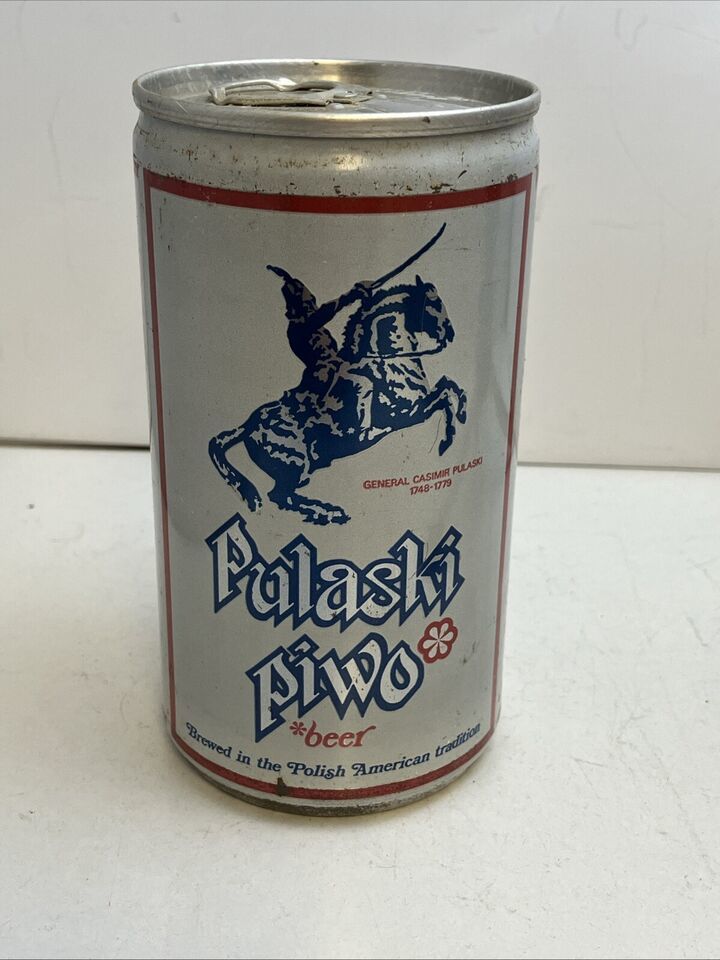 GENERAL CASIMIR PULASKI
1748-1779
Pulaski
piwo*
*beer
Brewed in the Polish American tradition